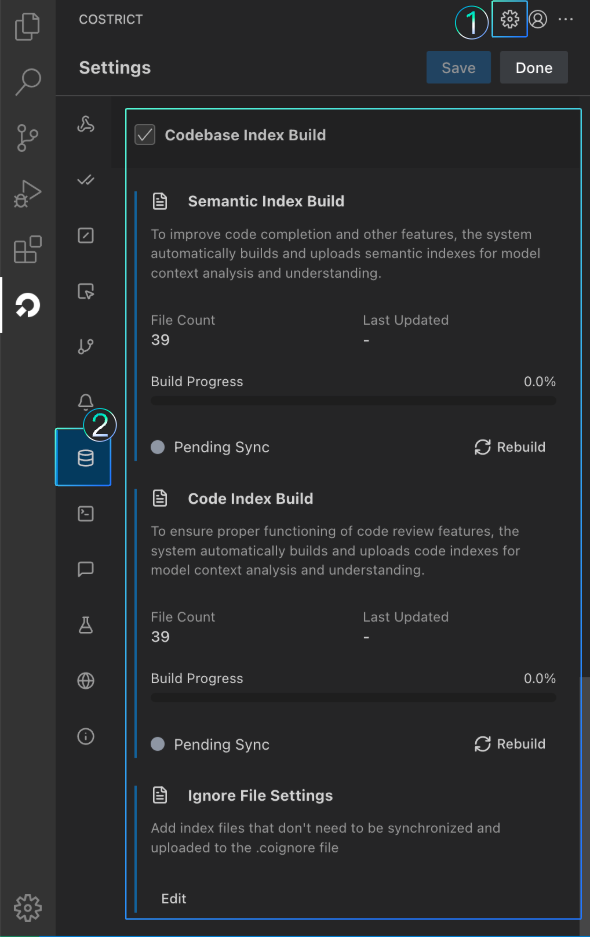 COSTRICT
1
Settings
Save
Done
Codebase Index Build
Semantic Index Build
To improve code completion and other features, the system
automatically builds and uploads semantic indexes for model
context analysis and understanding.
File Count
Last Updated
39
-
Build Progress
0.0%
2
Pending Sync
Rebuild
Code Index Build
To ensure proper functioning of code review features, the
system automatically builds and uploads code indexes for
model context analysis and understanding.
File Count
Last Updated
39
-
Build Progress
0.0%
Pending Sync
Rebuild
Ignore File Settings
Add index files that don't need to be synchronized and
uploaded to the .coignore file
Edit